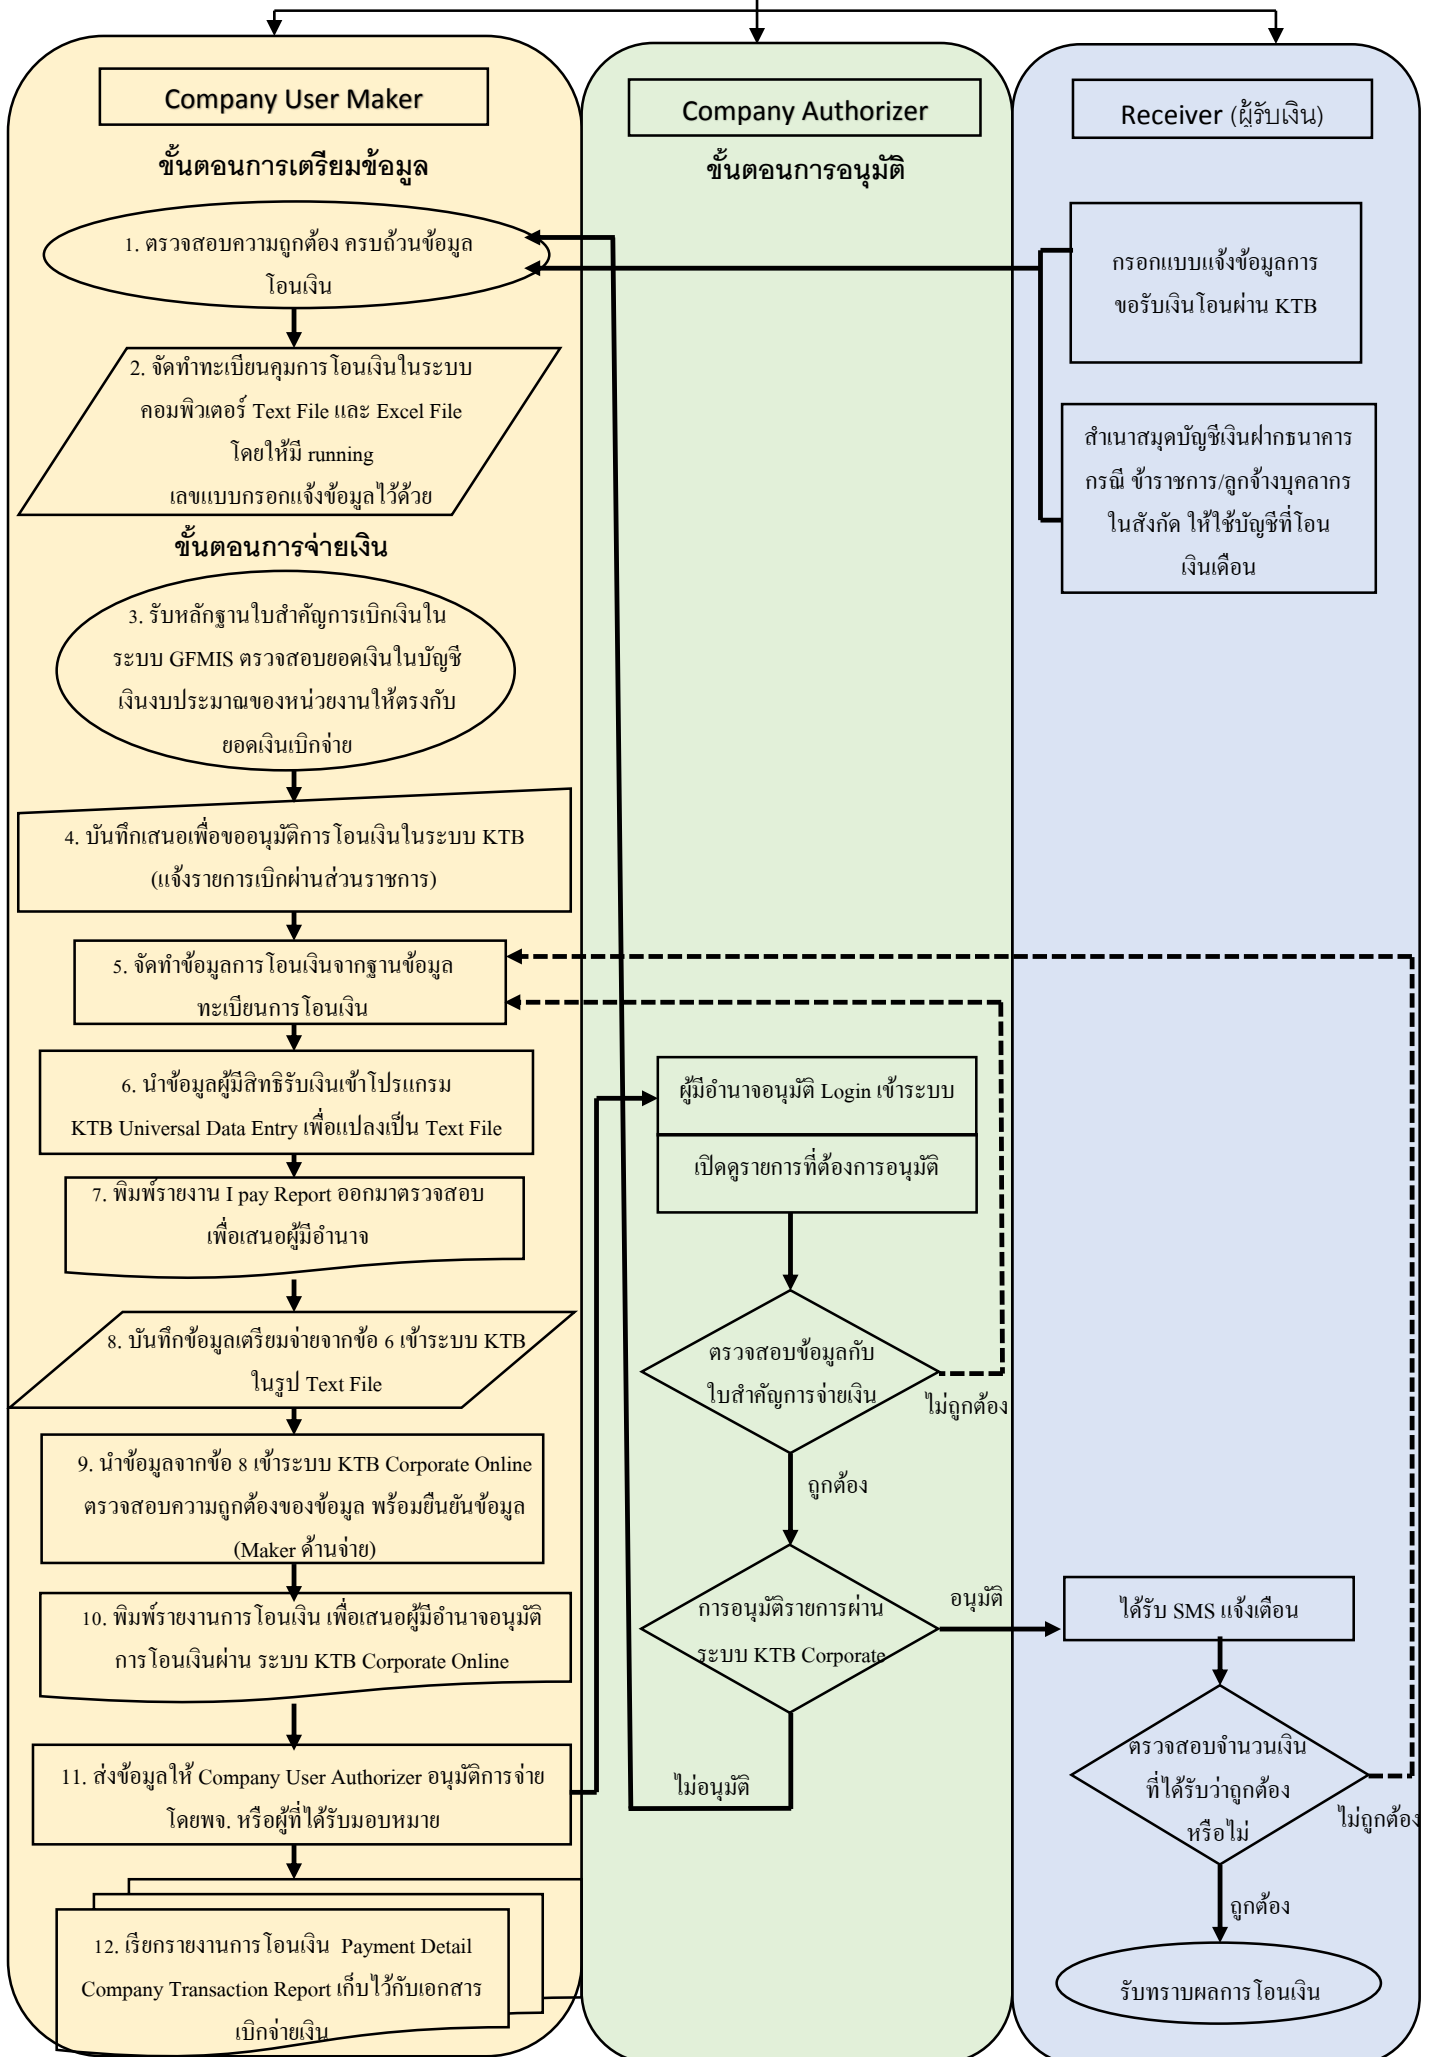 Company User Maker
ขั้นตอนการเตรียมข้อมูล
1. ตรวจสอบความถูกต้อง ครบถ้วนข้อมูล
โอนเงิน
2. จัดทำทะเบียนคุมการโอนเงินในระบบ
คอมพิวเตอร์ Text File และ Excel File
โดยให้มี running
เลขแบบกรอกแจ้งข้อมูลไว้ด้วย
ขั้นตอนการจ่ายเงิน
3. รับหลักฐานใบสำคัญการเบิกเงินใน
ระบบ GFMIS ตรวจสอบยอดเงินในบัญชี
เงินงบประมาณของหน่วยงานให้ตรงกับ
ยอดเงินเบิกจ่าย
4. บันทึกเสนอเพื่อขออนุมัติการโอนเงินในระบบ KTB
(แจ้งรายการเบิกผ่านส่วนราชการ)
5. จัดทำข้อมูลการโอนเงินจากฐานข้อมูล
ทะเบียนการโอนเงิน
6. นำข้อมูลผู้มีสิทธิรับเงินเข้าโปรแกรม
KTB Universal Data Entry เพื่อแปลงเป็น Text File
7. พิมพ์รายงาน I pay Report ออกมาตรวจสอบ
เพื่อเสนอผู้มีอำนาจ
8. บันทึกข้อมูลเตรียมจ่ายจากข้อ 6 เข้าระบบ KTB
ในรูป Text File
9. นำข้อมูลจากข้อ 8 เข้าระบบ KTB Corporate Online
ตรวจสอบความถูกต้องของข้อมูล พร้อมยืนยันข้อมูล
(Maker ด้านจ่าย)
10. พิมพ์รายงานการโอนเงิน เพื่อเสนอผู้มีอำนาจอนุมัติ
การโอนเงินผ่าน ระบบ KTB Corporate Online
11. ส่งข้อมูลให้ Company User Authorizer อนุมัติการจ่าย
โดยพจ. หรือผู้ที่ได้รับมอบหมาย
12. เรียกรายงานการโอนเงิน Payment Detail
Company Transaction Report เก็บไว้กับเอกสาร
เบิกจ่ายเงิน
Company Authorizer
ขั้นตอนการอนุมัติ
ผู้มีอำนาจอนุมัติ Login เข้าระบบ
เปิดดูรายการที่ต้องการอนุมัติ
ตรวจสอบข้อมูลกับ
ใบสำคัญการจ่ายเงิน
ไม่ถูกต้อง
ถูกต้อง
การอนุมัติรายการผ่าน
ระบบ KTB Corporate
อนุมัติ
ไม่อนุมัติ
Receiver (ผู้รับเงิน)
กรอกแบบแจ้งข้อมูลการ
ขอรับเงินโอนผ่าน KTB
สำเนาสมุดบัญชีเงินฝากธนาคาร
กรณี ข้าราชการ/ลูกจ้างบุคลากร
ในสังกัด ให้ใช้บัญชีที่โอน
เงินเดือน
ได้รับ SMS แจ้งเตือน
ตรวจสอบจำนวนเงิน
ที่ได้รับว่าถูกต้อง
หรือไม่
ไม่ถูกต้อง
ถูกต้อง
รับทราบผลการโอนเงิน